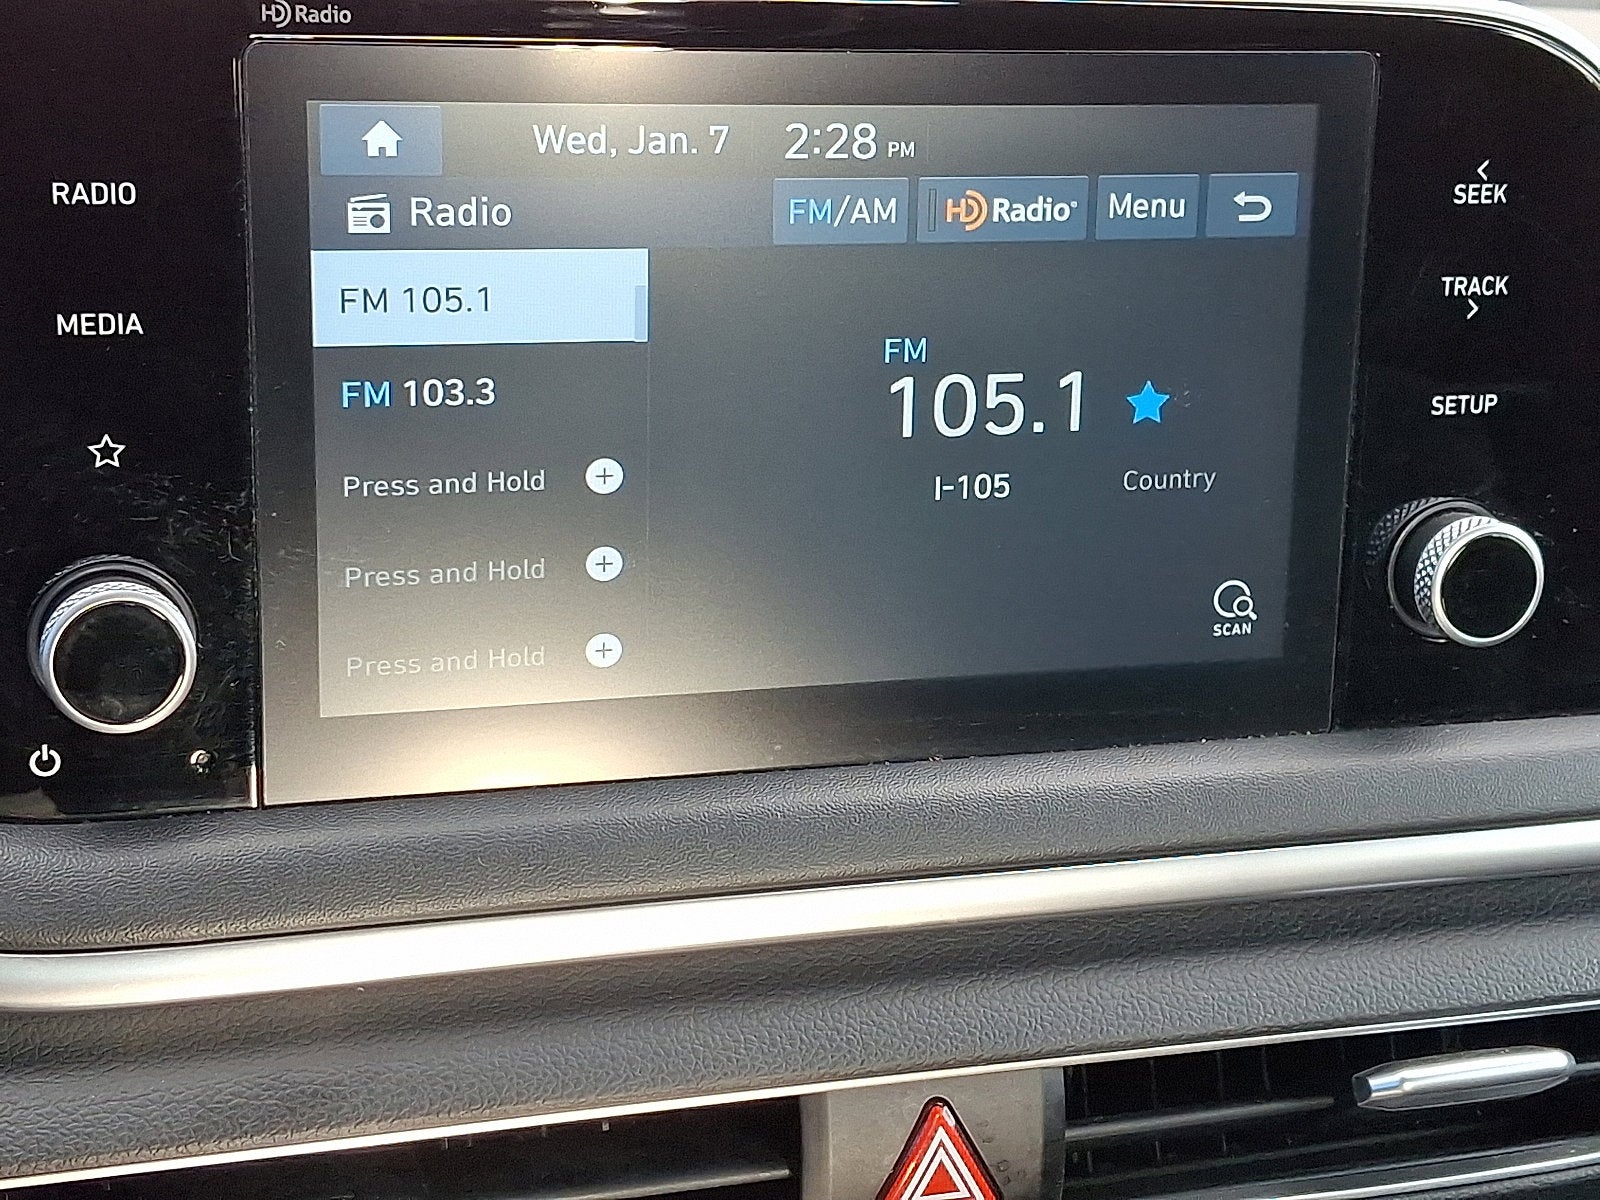 HD Radio
RADIO
MEDIA
Wed, Jan. 7 2:28 PM
Radio
FM/AM
HD Radio
Menu
FM 105.1
FM 103.3
Press and Hold
Press and Hold
Press and Hold
FM
105.1
I-105
Country
SCAN
SEEK
TRACK
SETUP